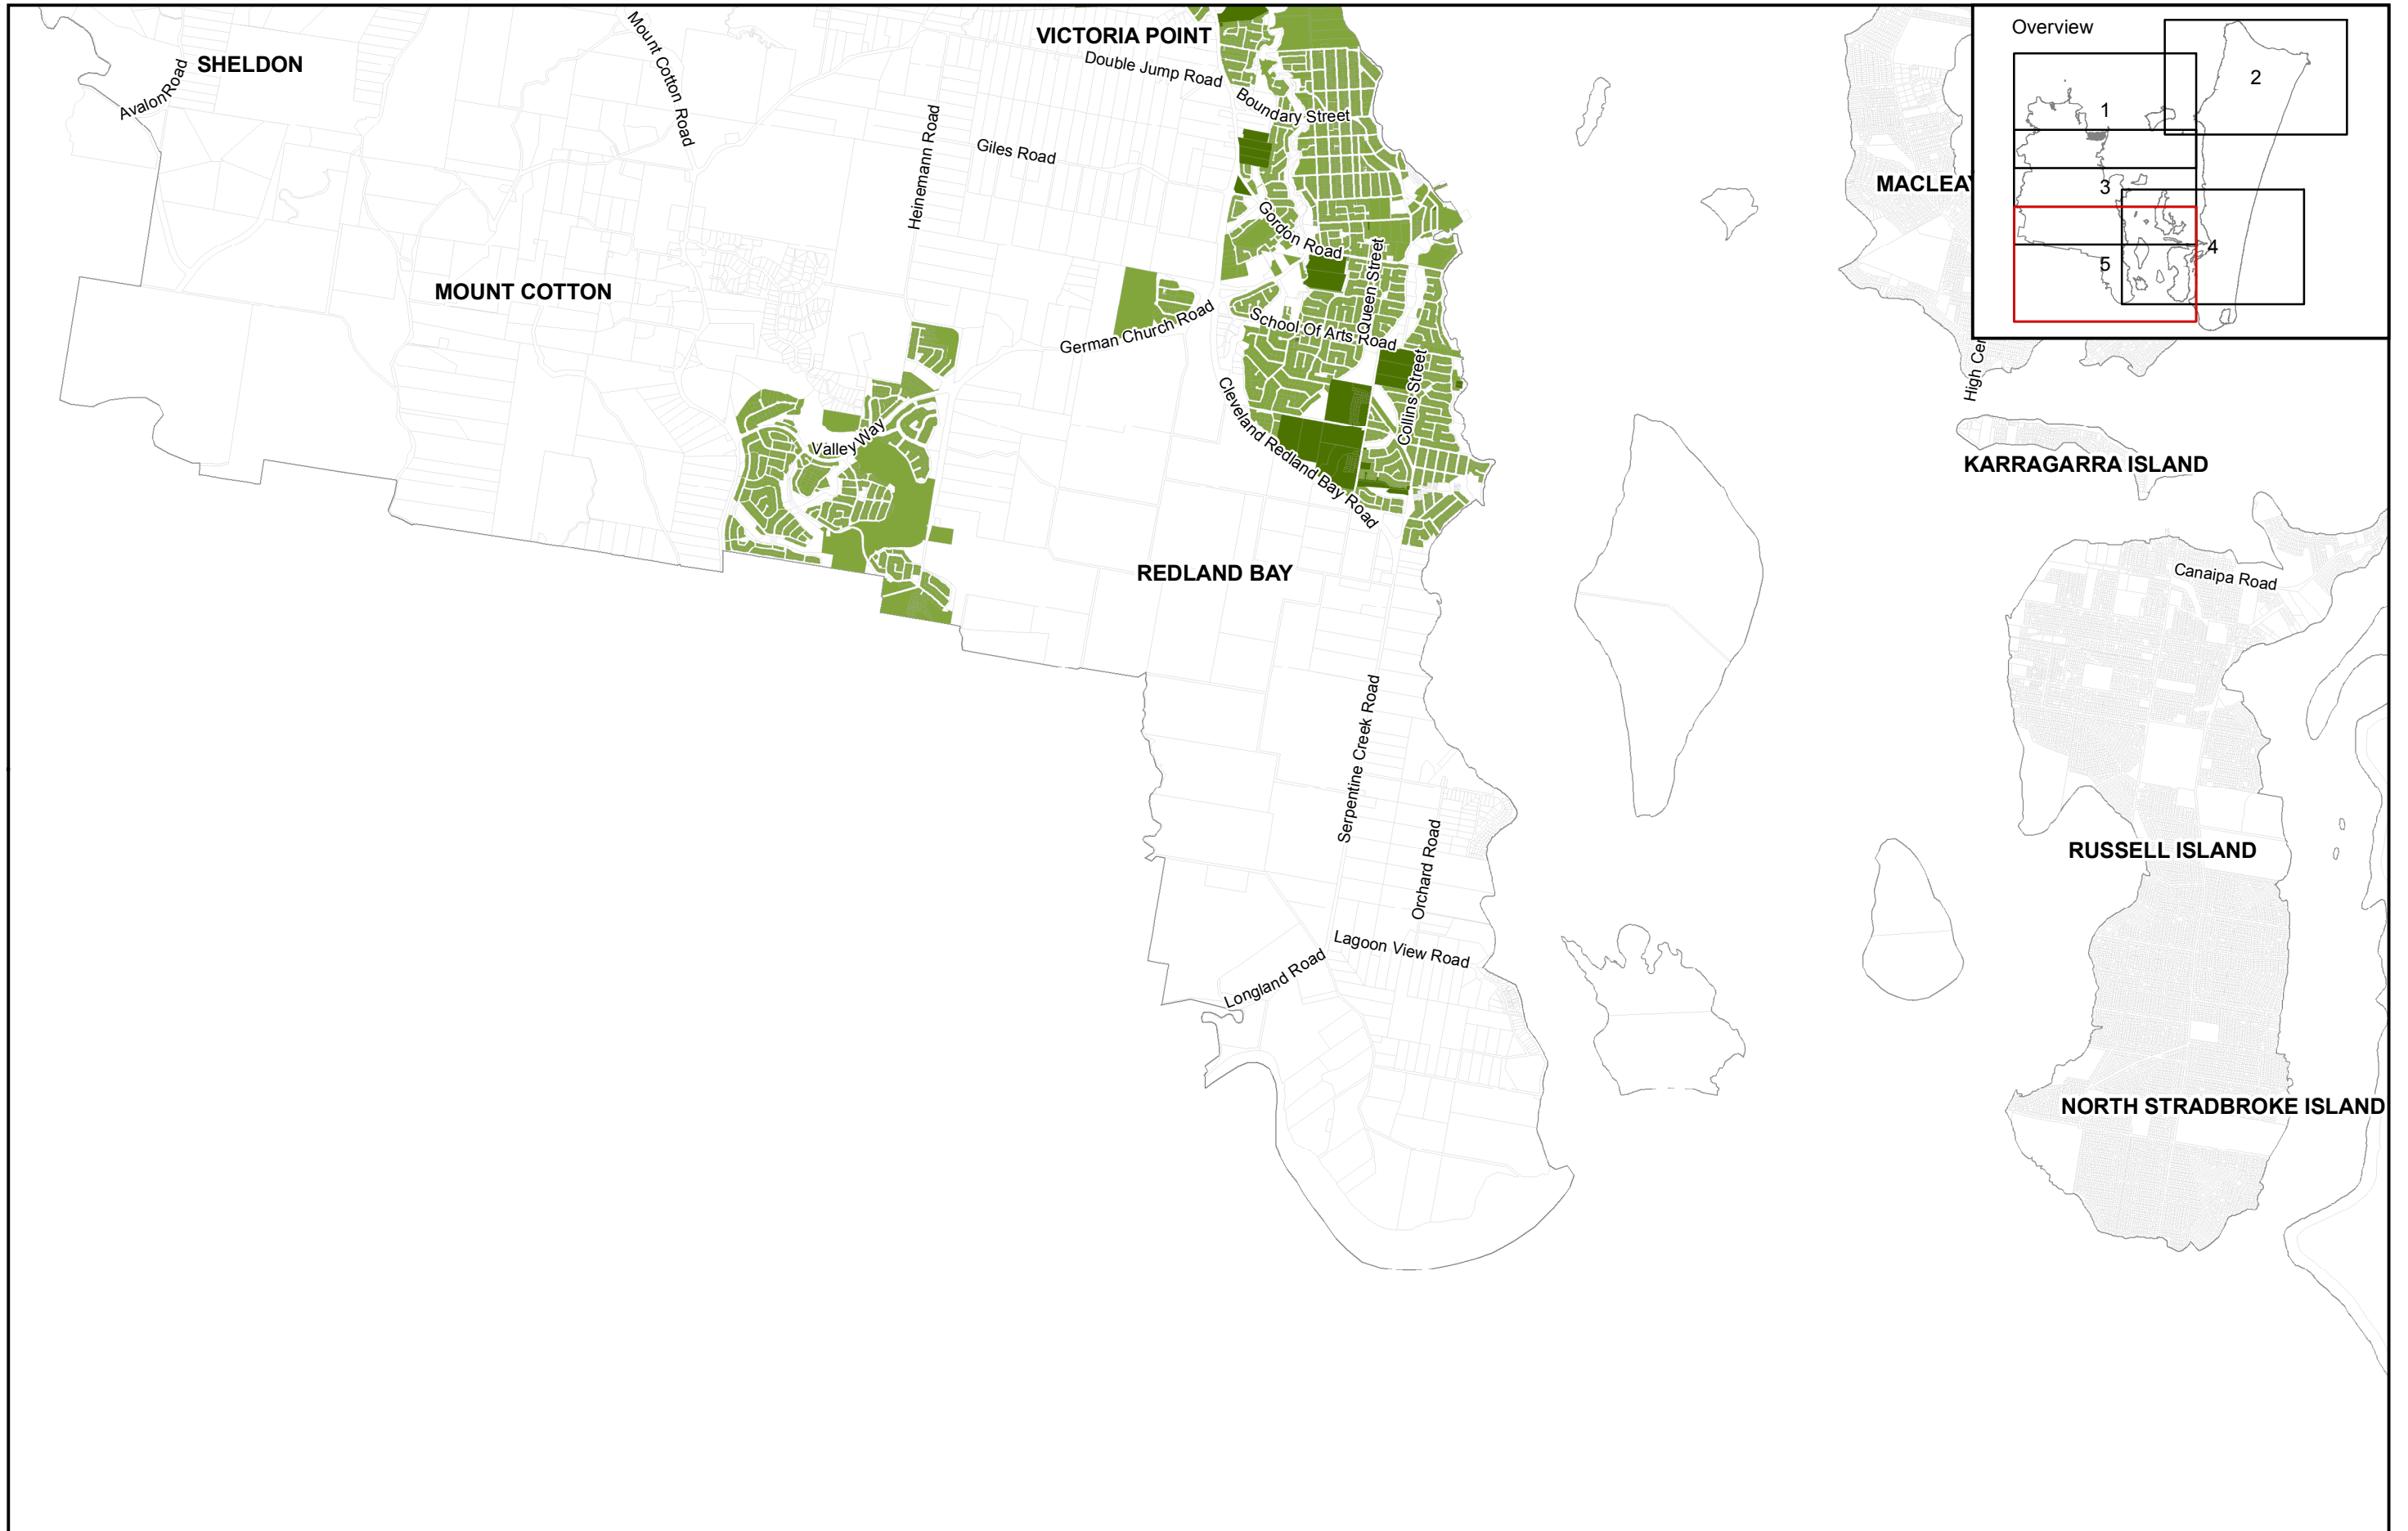 SHELDON
Avalon Road
Mount Cotton Road
VICTORIA POINT
Double Jump Road
Boundary Street
Heinemann Road
Giles Road
Gordon Road
Queen Street
MOUNT COTTON
German Church Road
School Of Arts Road
Collins Street
Cleveland Redland Bay Road
Valley Way
REDLAND BAY
Serpentine Creek Road
Orchard Road
Lagoon View Road
Longland Road
Overview
1
2
3
4
5
High
KARRAGARRA ISLAND
Canaipa Road
RUSSELL ISLAND
NORTH STRADBROKE ISLAND